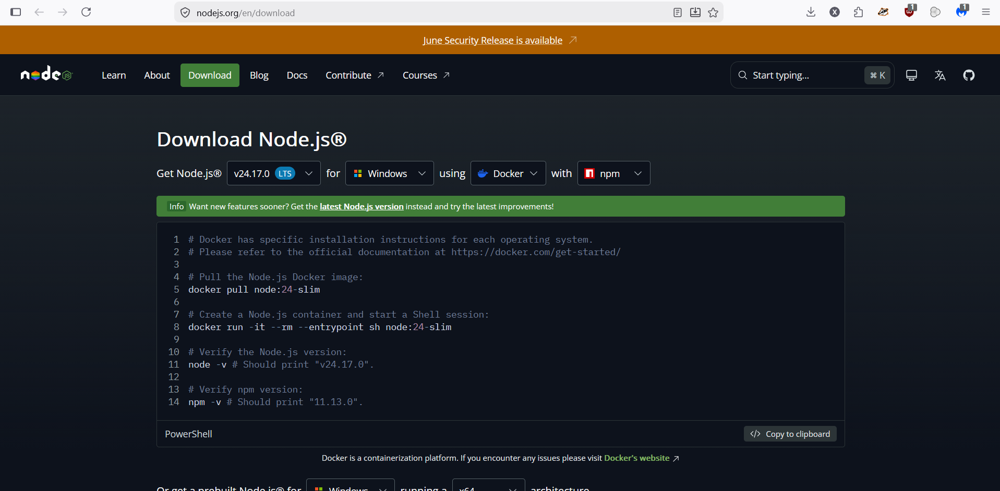 nodejs.org/en/download
1
1
June Security Release is available
node JS
Learn
About
Download
Blog
Docs
Contribute
Courses
Start typing...
⌘ K
Download Node.js®
Get Node.js® v24.17.0 LTS for Windows using Docker with npm
Info Want new features sooner? Get the latest Node.js version instead and try the latest improvements!
1 # Docker has specific installation instructions for each operating system.
2 # Please refer to the official documentation at https://docker.com/get-started/
3
4 # Pull the Node.js Docker image:
5 docker pull node:24-slim
6
7 # Create a Node.js container and start a Shell session:
8 docker run -it --rm --entrypoint sh node:24-slim
9
10 # Verify the Node.js version:
11 node -v # Should print "v24.17.0".
12
13 # Verify npm version:
14 npm -v # Should print "11.13.0".
PowerShell
Copy to clipboard
Docker is a containerization platform. If you encounter any issues please visit Docker's website
Or get a prebuilt Node.js® for Windows running a x64 architecture